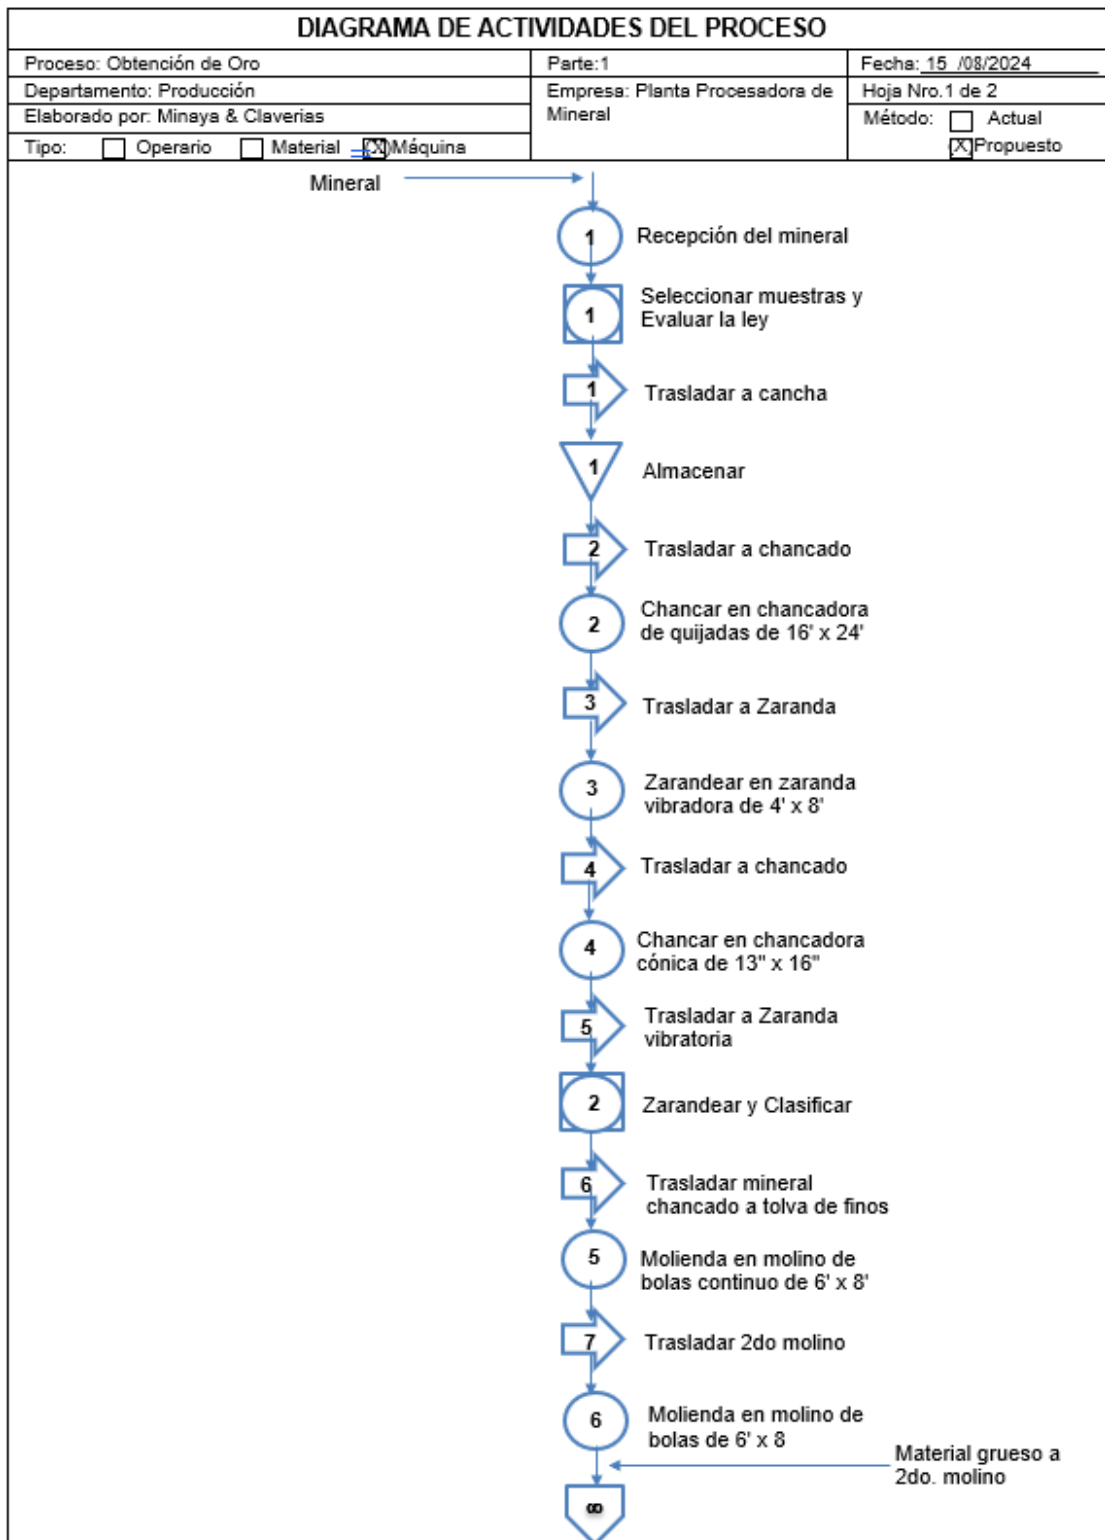 DIAGRAMA DE ACTIVIDADES DEL PROCESO
Proceso: Obtención de Oro
Parte:1
Fecha: 15 /08/2024
Departamento: Producción
Empresa: Planta Procesadora de
Mineral
Hoja Nro.1 de 2
Elaborado por: Minaya & Claverias
Método: Actual
Tipo: Operario Material (X) Máquina
(X) Propuesto
Mineral
1 Recepción del mineral
1 Seleccionar muestras y
Evaluar la ley
1 Trasladar a cancha
1 Almacenar
2 Trasladar a chancado
2 Chancar en chancadora
de quijadas de 16' x 24'
3 Trasladar a Zaranda
3 Zarandear en zaranda
vibradora de 4' x 8'
4 Trasladar a chancado
4 Chancar en chancadora
cónica de 13" x 16"
5 Trasladar a Zaranda
vibratoria
2 Zarandear y Clasificar
6 Trasladar mineral
chancado a tolva de finos
5 Molienda en molino de
bolas continuo de 6' x 8'
7 Trasladar 2do molino
6 Molienda en molino de
bolas de 6' x 8
Material grueso a
2do. molino
∞